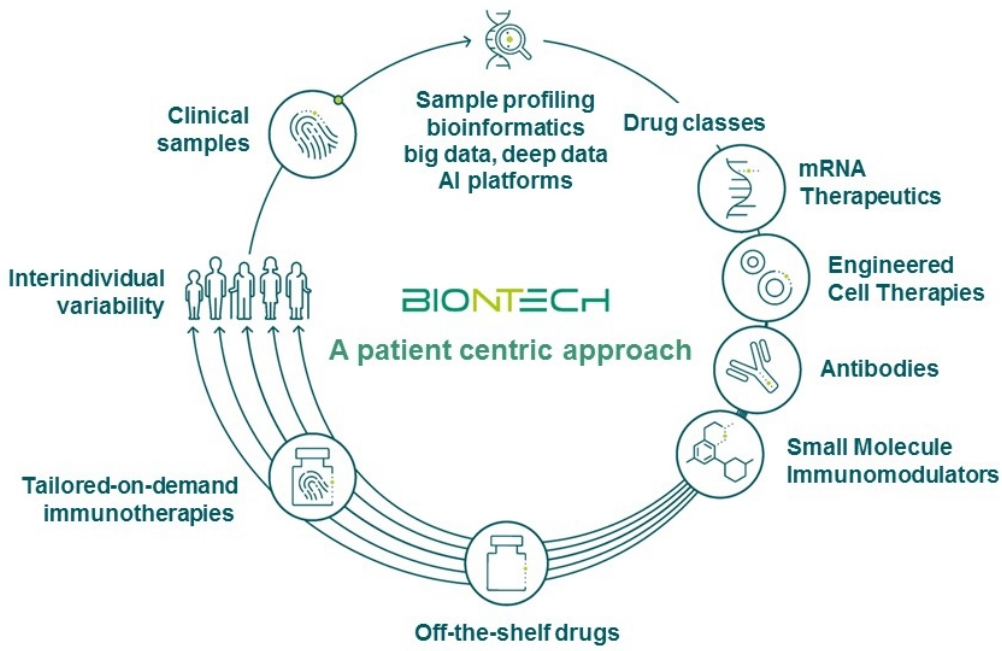 Clinical
samples
Sample profiling
bioinformatics
big data, deep data
AI platforms
Drug classes
mRNA
Therapeutics
Engineered
Cell Therapies
Antibodies
Small Molecule
Immunomodulators
Off-the-shelf drugs
Tailored-on-demand
immunotherapies
Interindividual
variability
BIONTECH
A patient centric approach